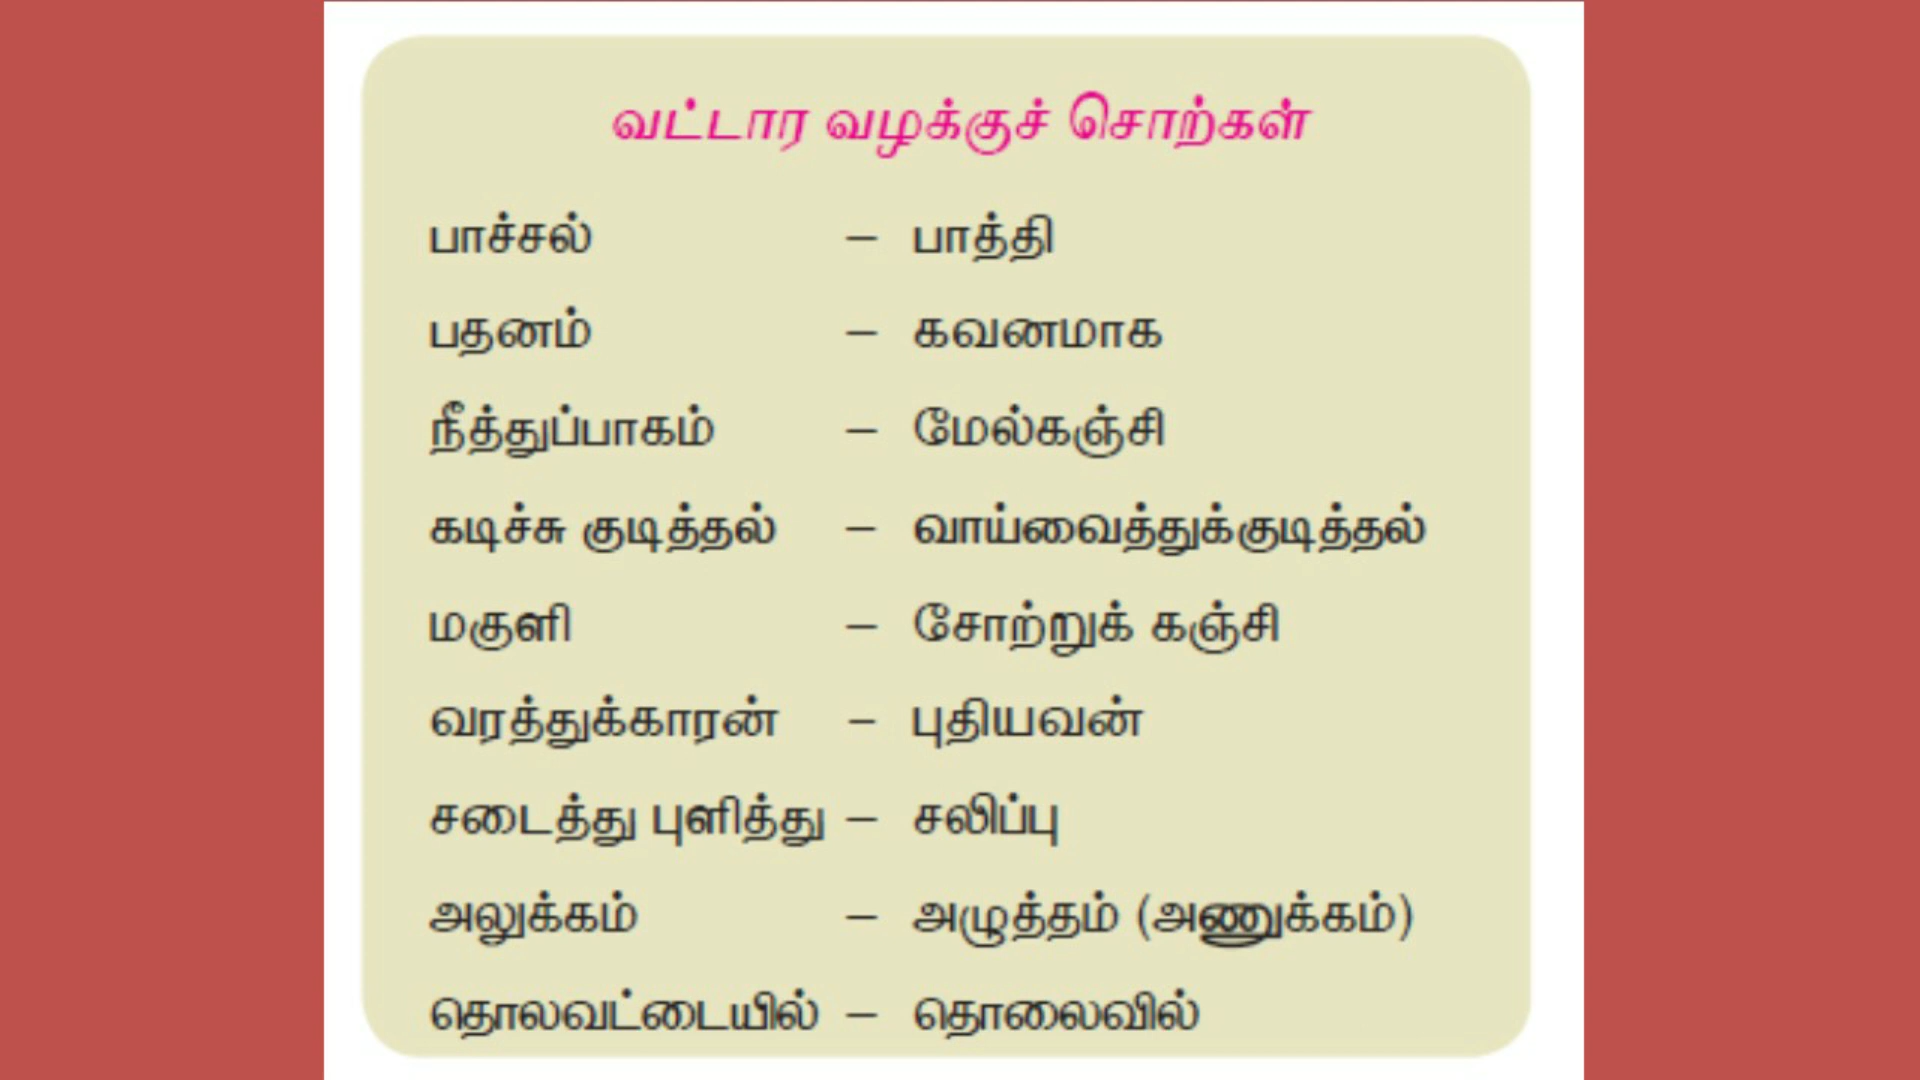 வட்டார வழக்குச் சொற்கள்
பாச்சல் – பாத்தி
பதனம் – கவனமாக
நீத்துப்பாகம் – மேல்கஞ்சி
கடிச்சு குடித்தல் – வாய்வைத்துக்குடித்தல்
மகுளி – சோற்றுக் கஞ்சி
வரத்துக்காரன் – புதியவன்
சடைத்து புளித்து – சலிப்பு
அலுக்கம் – அழுத்தம் (அணுக்கம்)
தொலவட்டையில் – தொலைவில்